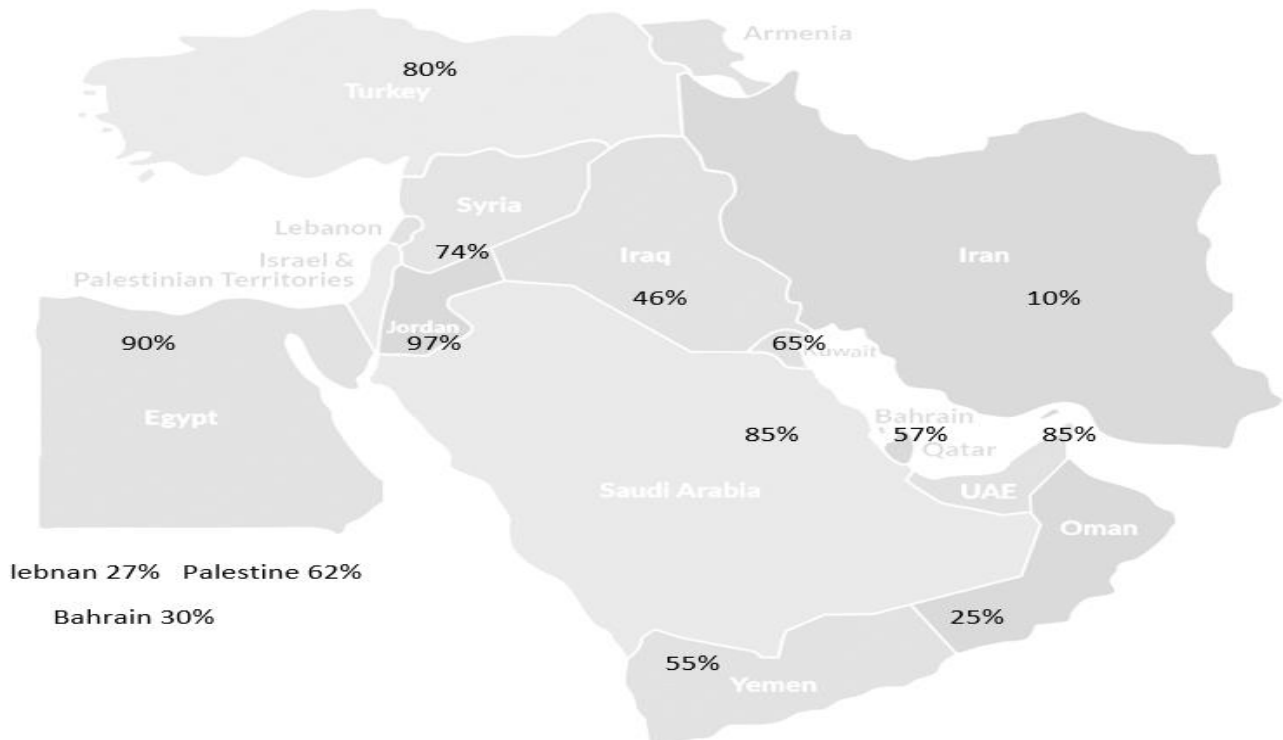 Armenia
80%
Turkey
Syria
Lebanon
74%
Iraq
Iran
Israel &
Palestinian Territories
46%
10%
Jordan
90%
97%
65%
Kuwait
Egypt
Bahrain
85%
57%
85%
Qatar
Saudi Arabia
UAE
Oman
lebnan 27% Palestine 62%
Bahrain 30%
25%
55%
Yemen